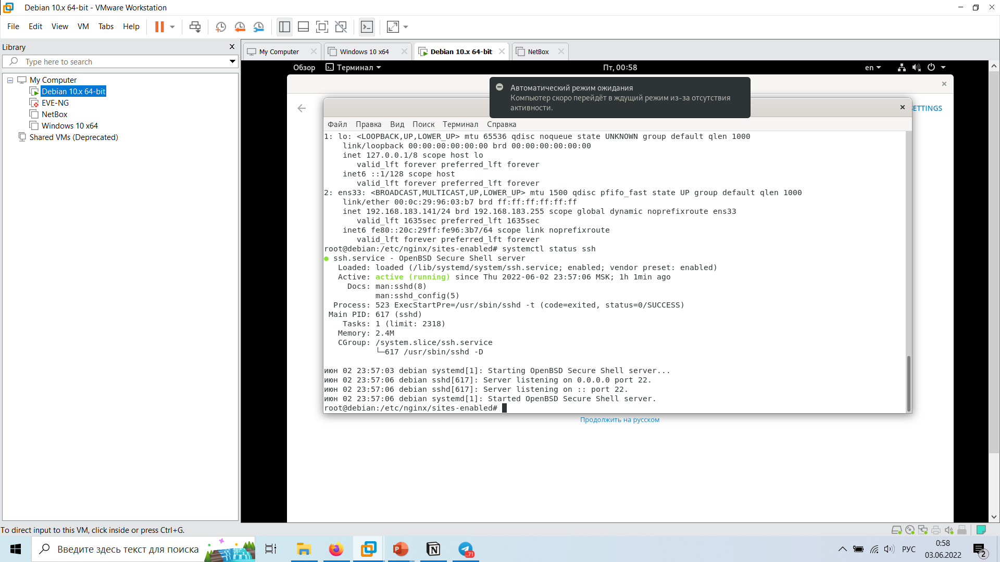 Debian 10.x 64-bit - VMware Workstation
File Edit View VM Tabs Help
Library
Type here to search
My Computer
Debian 10.x 64-bit
EVE-NG
NetBox
Windows 10 x64
Shared VMs (Deprecated)
My Computer Windows 10 x64 Debian 10.x 64-bit NetBox
Обзор Терминал Пт, 00:58 en
Автоматический режим ожидания
Компьютер скоро перейдёт в ждущий режим из-за отсутствия
активности.
ETTINGS
Файл Правка Вид Поиск Терминал Справка
1: lo: <LOOPBACK,UP,LOWER_UP> mtu 65536 qdisc noqueue state UNKNOWN group default qlen 1000
link/loopback 00:00:00:00:00:00 brd 00:00:00:00:00:00
inet 127.0.0.1/8 scope host lo
valid_lft forever preferred_lft forever
inet6 ::1/128 scope host
valid_lft forever preferred_lft forever
2: ens33: <BROADCAST,MULTICAST,UP,LOWER_UP> mtu 1500 qdisc pfifo_fast state UP group default qlen 1000
link/ether 00:0c:29:96:03:b7 brd ff:ff:ff:ff:ff:ff
inet 192.168.183.141/24 brd 192.168.183.255 scope global dynamic noprefixroute ens33
valid_lft 1635sec preferred_lft 1635sec
inet6 fe80::20c:29ff:fe96:3b7/64 scope link noprefixroute
valid_lft forever preferred_lft forever
root@debian:/etc/nginx/sites-enabled# systemctl status ssh
● ssh.service - OpenBSD Secure Shell server
Loaded: loaded (/lib/systemd/system/ssh.service; enabled; vendor preset: enabled)
Active: active (running) since Thu 2022-06-02 23:57:06 MSK; 1h 1min ago
Docs: man:sshd(8)
man:sshd_config(5)
Process: 523 ExecStartPre=/usr/sbin/sshd -t (code=exited, status=0/SUCCESS)
Main PID: 617 (sshd)
Tasks: 1 (limit: 2318)
Memory: 2.4M
CGroup: /system.slice/ssh.service
└─617 /usr/sbin/sshd -D
июн 02 23:57:03 debian systemd[1]: Starting OpenBSD Secure Shell server...
июн 02 23:57:06 debian sshd[617]: Server listening on 0.0.0.0 port 22.
июн 02 23:57:06 debian sshd[617]: Server listening on :: port 22.
июн 02 23:57:06 debian systemd[1]: Started OpenBSD Secure Shell server.
root@debian:/etc/nginx/sites-enabled#
Продолжить на русском
To direct input to this VM, click inside or press Ctrl+G.
Введите здесь текст для поиска
71
РУС
0:58
03.06.2022
2